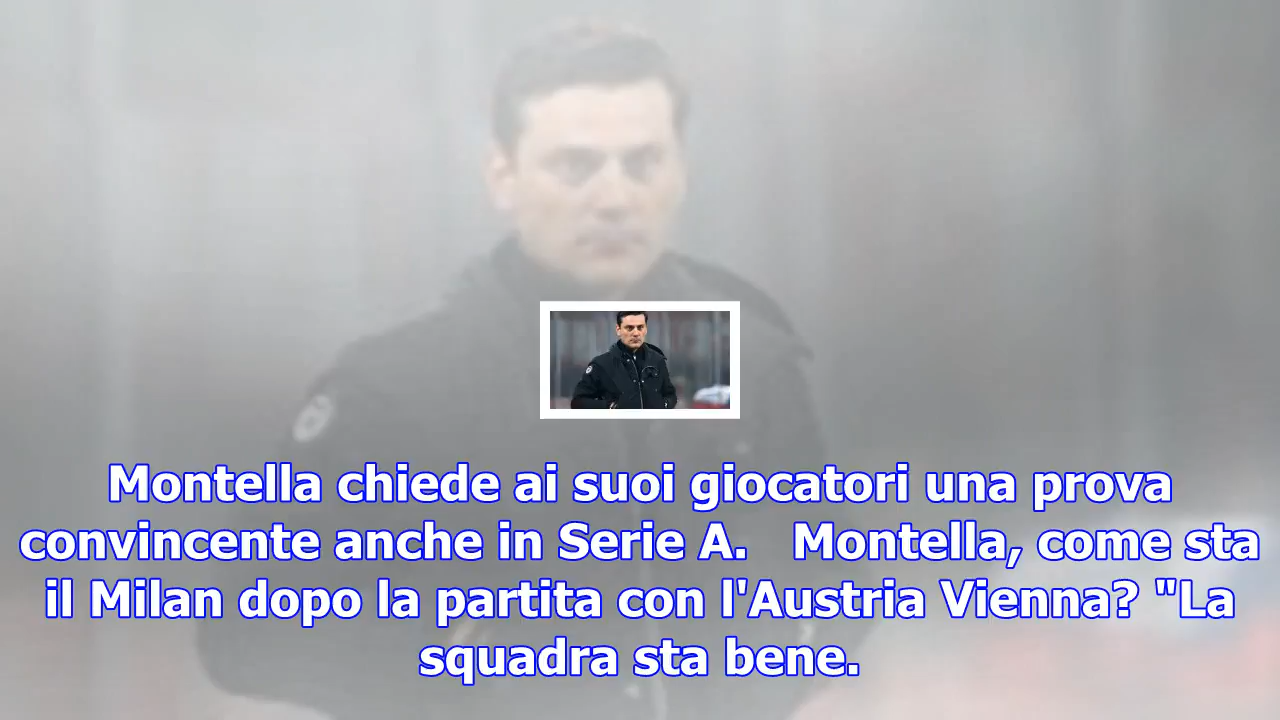 Montella chiede ai suoi giocatori una prova
convincente anche in Serie A.   Montella, come sta
il Milan dopo la partita con l'Austria Vienna? "La
squadra sta bene.